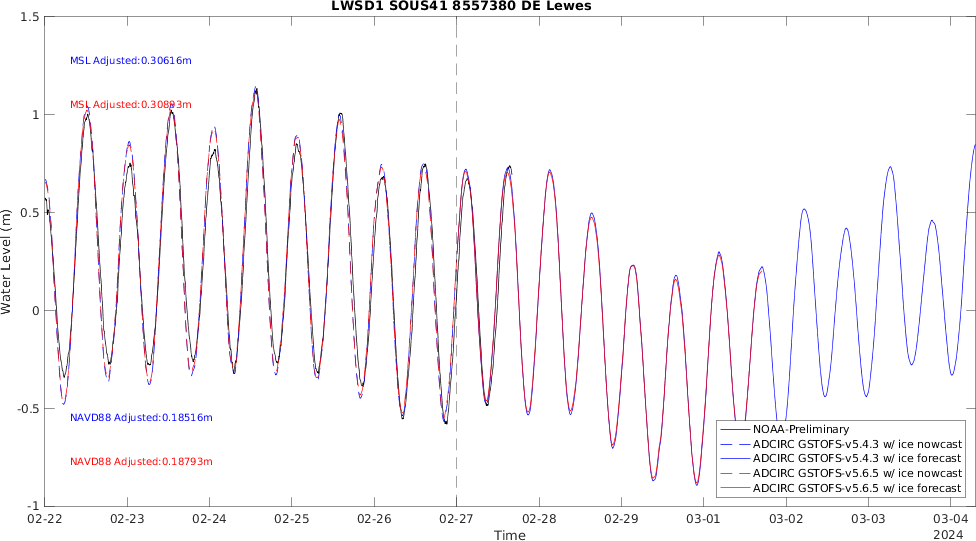 LWSD1 SOUS41 8557380 DE Lewes
1.5
1
0.5
0
-0.5
-1
Water Level (m)
MSL Adjusted:0.30616m
MSL Adjusted:0.30893m
NAVD88 Adjusted:0.18516m
NAVD88 Adjusted:0.18793m
NOAA-Preliminary
ADCIRC GSTOFS-v5.4.3 w/ ice nowcast
ADCIRC GSTOFS-v5.4.3 w/ ice forecast
ADCIRC GSTOFS-v5.6.5 w/ ice nowcast
ADCIRC GSTOFS-v5.6.5 w/ ice forecast
02-22 02-23 02-24 02-25 02-26 02-27 02-28 02-29 03-01 03-02 03-03 03-04
Time
2024